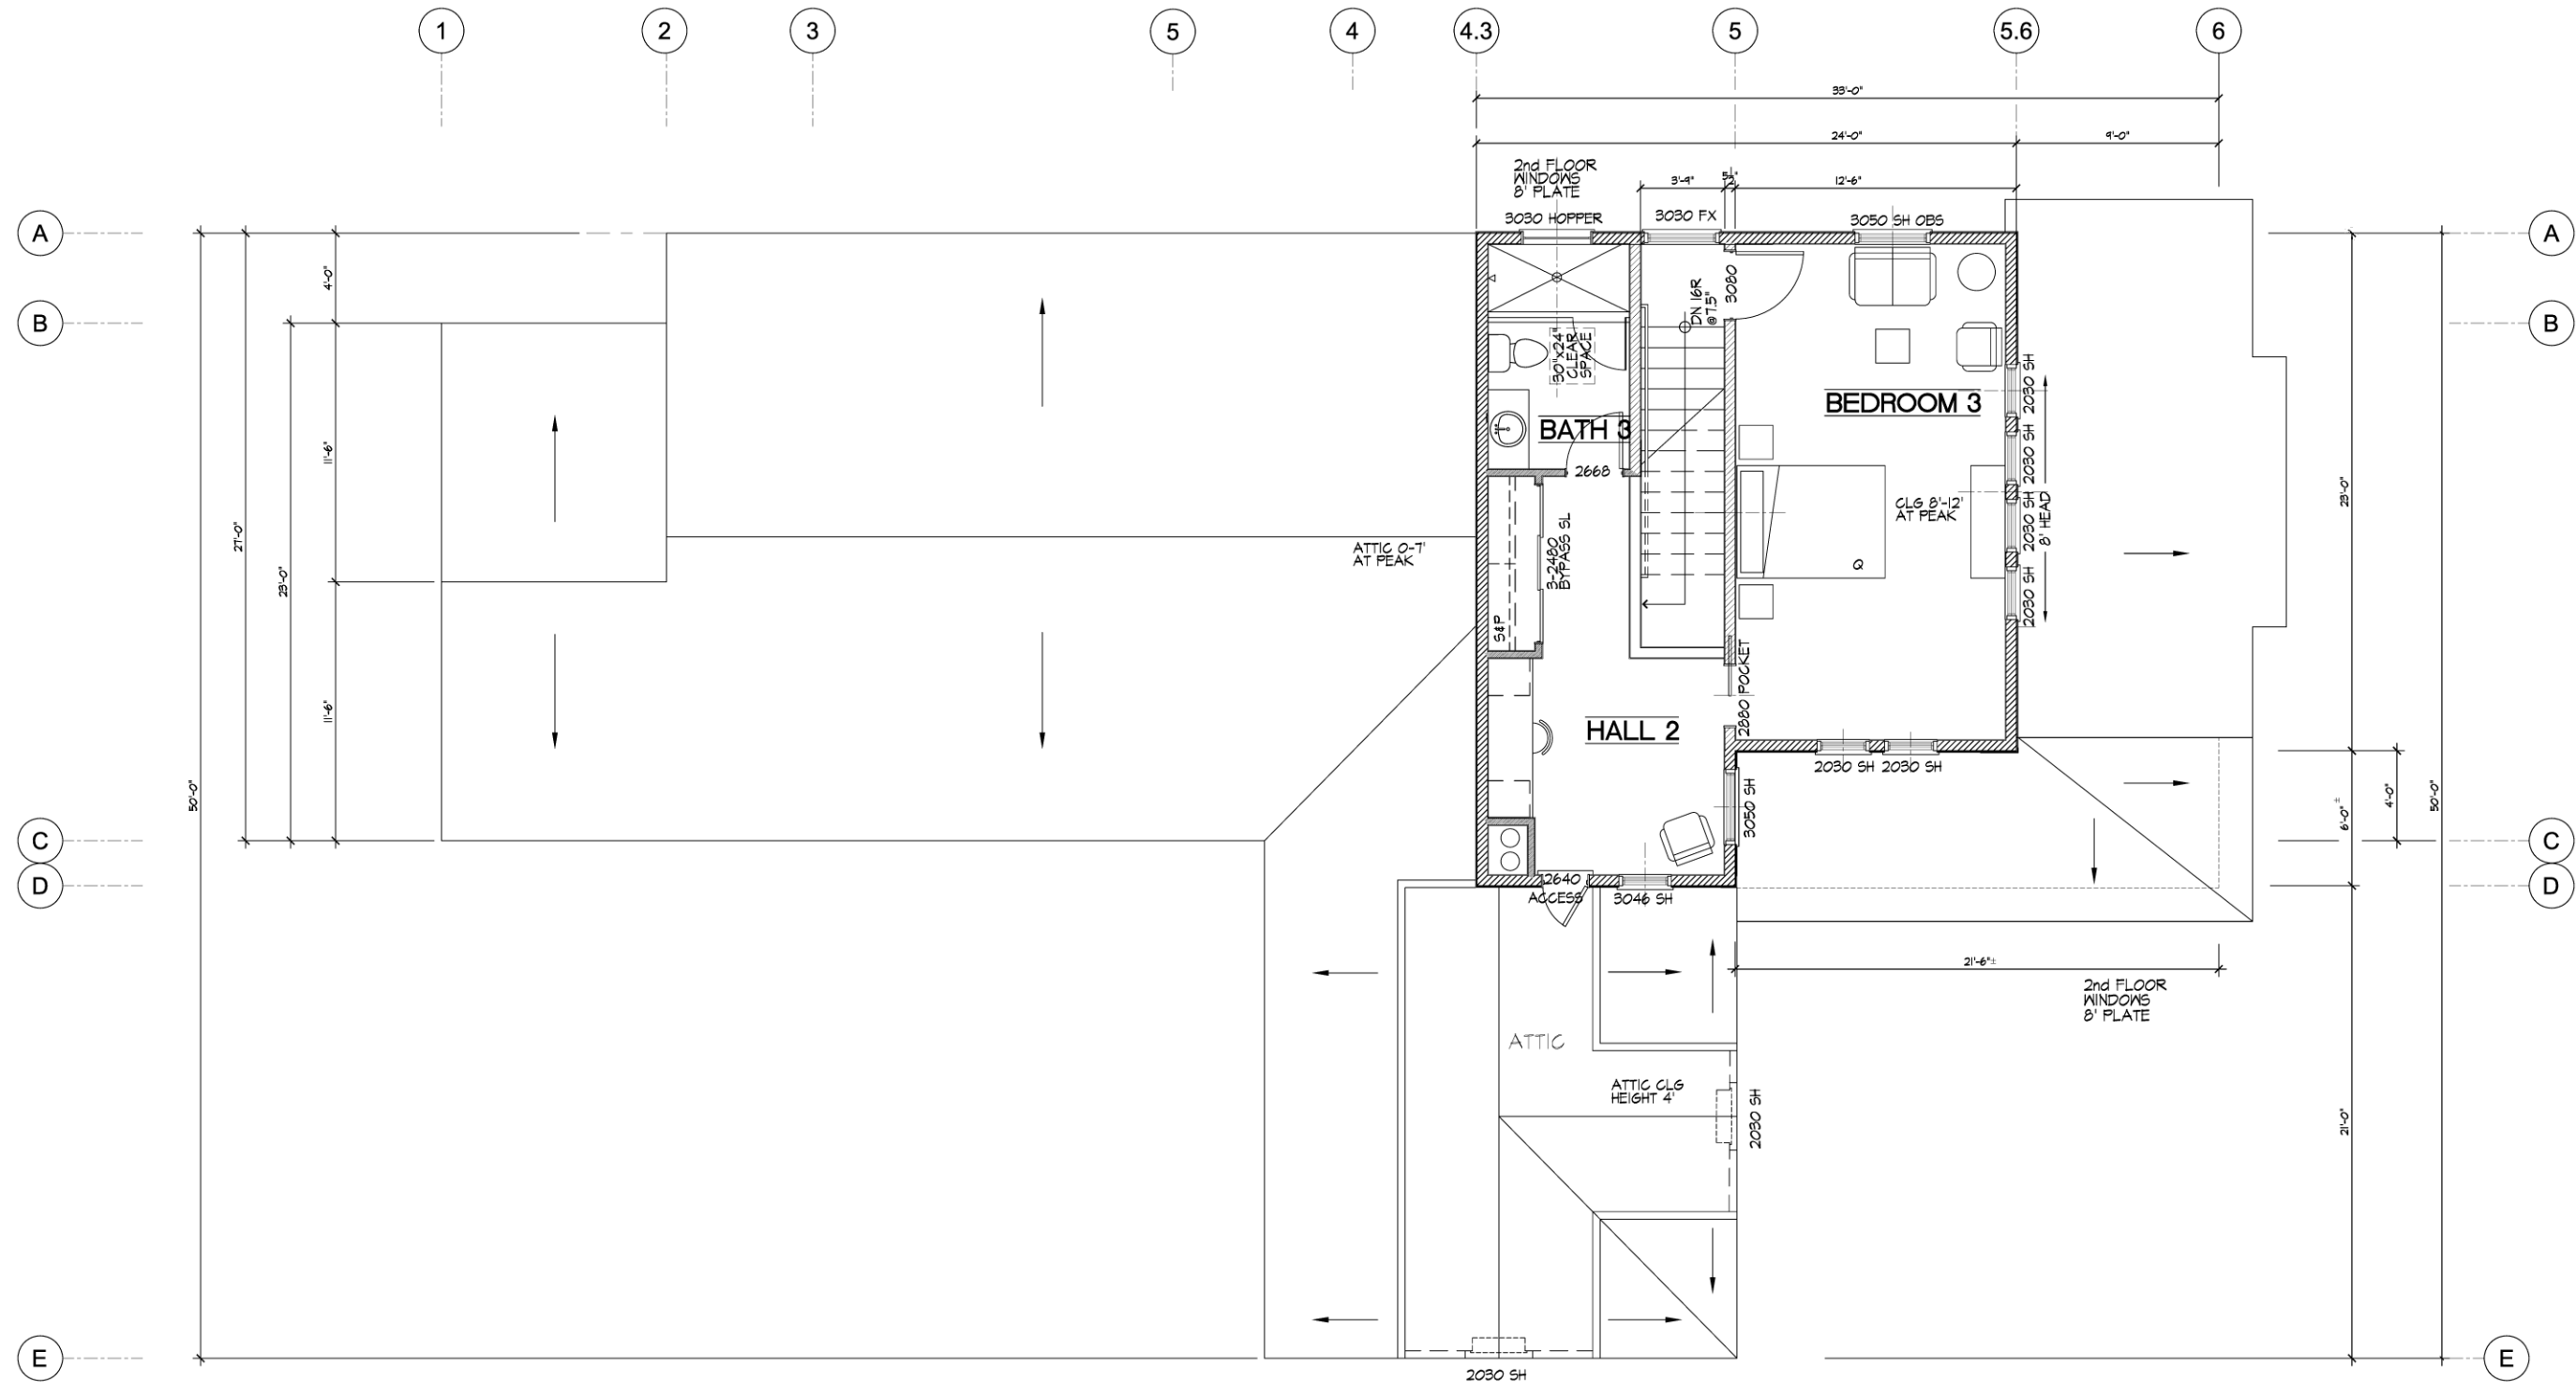 1 2 3 5 4 4.3 5 5.6 6
33'-0"
24'-0" 9'-0"
2nd FLOOR
WINDOWS
8' PLATE
3'-9" 5½" 12'-6"
3030 HOPPER 3030 FX 3050 SH OBS
A A
4'-0"
DN 16R
@7.5"
3080
B B
30"x24"
CLEAR
SPACE
2030 SH
2030 SH
2030 SH
2030 SH
8' HEAD
BEDROOM 3
BATH 3
2668
11'-6"
23'-0"
CLG 8'-12'
AT PEAK
27'-0"
ATTIC 0-7'
AT PEAK
3-2480
BYPASS SL
Q
23'-0"
S&P
2880 POCKET
11'-6"
HALL 2
50'-0"
2030 SH 2030 SH
3050 SH
6'-0"±
4'-0"
50'-0"
C C
D D
2640
ACCESS
3046 SH
21'-6"±
2nd FLOOR
WINDOWS
8' PLATE
ATTIC
ATTIC CLG
HEIGHT 4'
2030 SH
21'-0"
E E
2030 SH